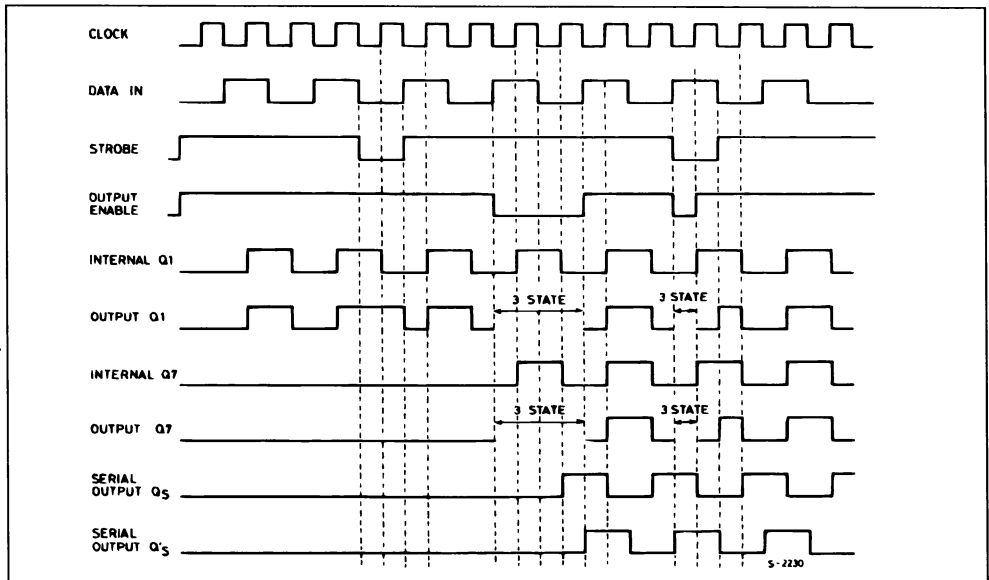 CLOCK
DATA IN
STROBE
OUTPUT
ENABLE
INTERNAL Q1
3 STATE 3 STATE
OUTPUT Q1
INTERNAL Q7
3 STATE 3 STATE
OUTPUT Q7
SERIAL
OUTPUT QS
SERIAL
OUTPUT Q'S
S-2230